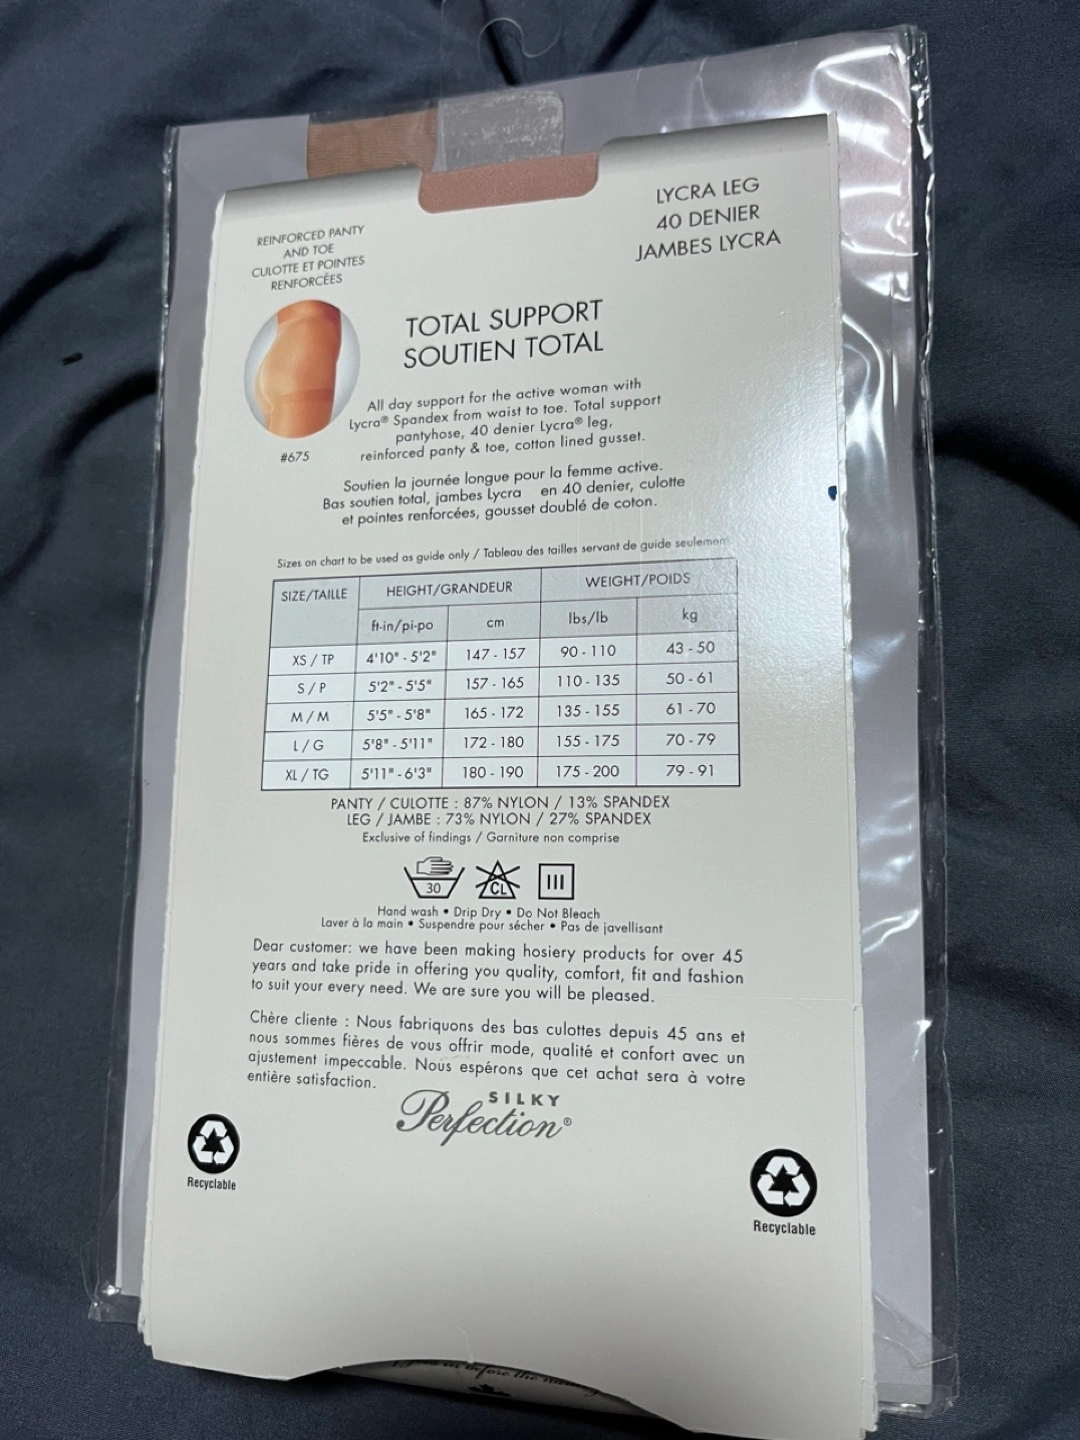 REINFORCED PANTY
AND TOE
CULOTTE ET POINTES
RENFORCÉES
LYCRA LEG
40 DENIER
JAMBES LYCRA
TOTAL SUPPORT
SOUTIEN TOTAL
#675
All day support for the active woman with
Lycra® Spandex from waist to toe. Total support
pantyhose, 40 denier Lycra® leg,
reinforced panty & toe, cotton lined gusset.
Soutien la journée longue pour la femme active.
Bas soutien total, jambes Lycra en 40 denier, culotte
et pointes renforcées, gousset doublé de coton.
Sizes on chart to be used as guide only / Tableau des tailles servant de guide seulement
SIZE/TAILLE HEIGHT/GRANDEUR WEIGHT/POIDS
ft-in/pi-po cm lbs/lb kg
XS / TP 4'10" - 5'2" 147 - 157 90 - 110 43 - 50
S / P 5'2" - 5'5" 157 - 165 110 - 135 50 - 61
M / M 5'5" - 5'8" 165 - 172 135 - 155 61 - 70
L / G 5'8" - 5'11" 172 - 180 155 - 175 70 - 79
XL / TG 5'11" - 6'3" 180 - 190 175 - 200 79 - 91
PANTY / CULOTTE : 87% NYLON / 13% SPANDEX
LEG / JAMBE : 73% NYLON / 27% SPANDEX
Exclusive of findings / Garniture non comprise
30 CL
Hand wash • Drip Dry • Do Not Bleach
Laver à la main • Suspendre pour sécher • Pas de javellisant
Dear customer: we have been making hosiery products for over 45
years and take pride in offering you quality, comfort, fit and fashion
to suit your every need. We are sure you will be pleased.
Chère cliente : Nous fabriquons des bas culottes depuis 45 ans et
nous sommes fières de vous offrir mode, qualité et confort avec un
ajustement impeccable. Nous espérons que cet achat sera à votre
entière satisfaction.
SILKY
Perfection®
Recyclable
Recyclable
before the